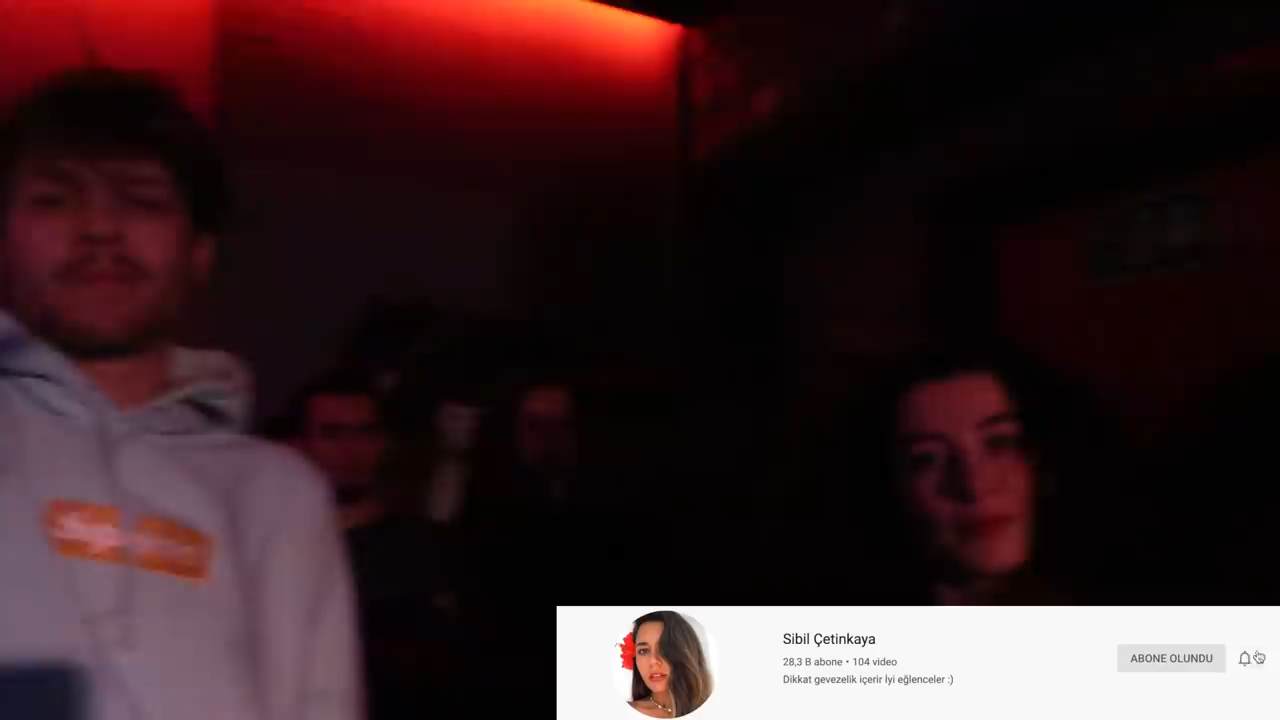 Sibil Çetinkaya
28,3 B abone • 104 video
Dikkat gevezelik içerir İyi eğlenceler :)
ABONE OLUNDU